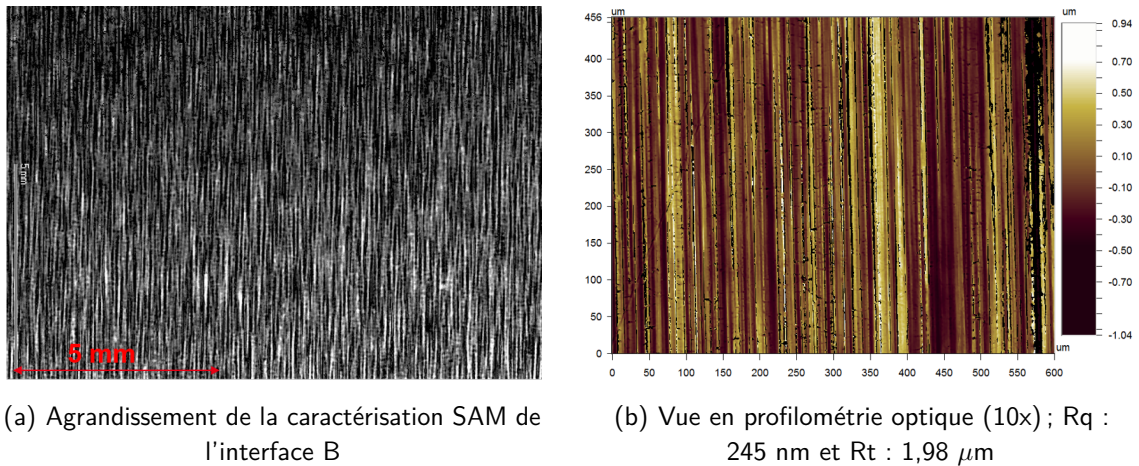 5 mm
5 mm
um
456
400
350
300
250
200
150
100
50
0
0 50 100 150 200 250 300 350 400 450 500 550 600
um
0.94
0.70
0.50
0.30
0.10
-0.10
-0.30
-0.50
-0.70
-1.04
um
(a) Agrandissement de la caractérisation SAM de
l'interface B
(b) Vue en profilométrie optique (10x) ; Rq :
245 nm et Rt : 1,98 μm